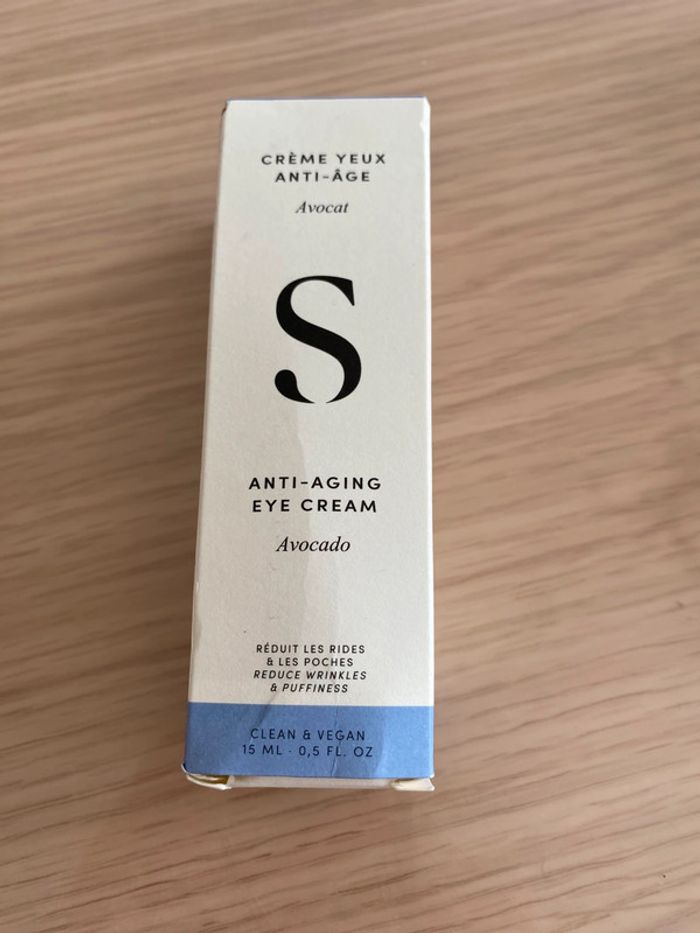 CRÈME YEUX
ANTI-ÂGE
Avocat
S
ANTI-AGING
EYE CREAM
Avocado
RÉDUIT LES RIDES
& LES POCHES
REDUCE WRINKLES
& PUFFINESS
CLEAN & VEGAN
15 ML · 0,5 FL. OZ